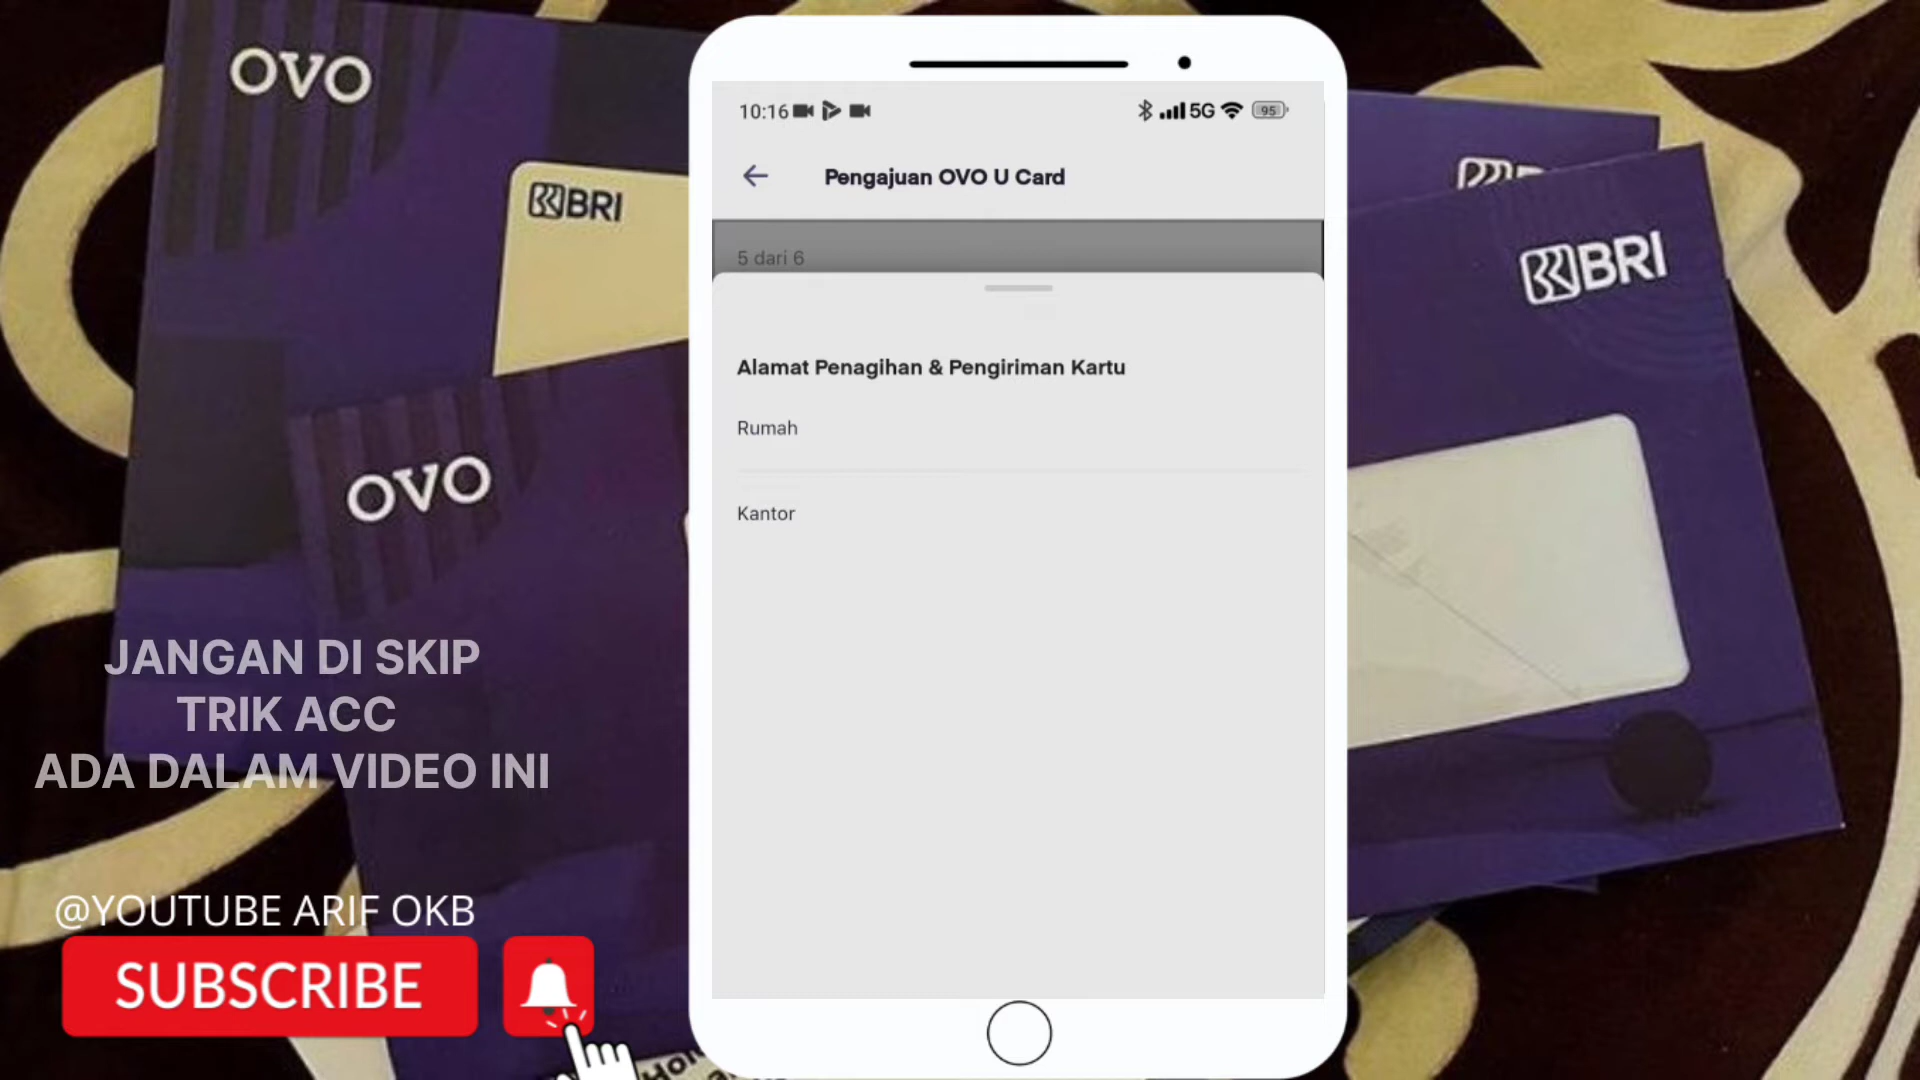 OVO
BRI
OVO
BRI
10:16
5G
95
Pengajuan OVO U Card
5 dari 6
Alamat Penagihan & Pengiriman Kartu
Rumah
Kantor
JANGAN DI SKIP
TRIK ACC
ADA DALAM VIDEO INI
@YOUTUBE ARIF OKB
SUBSCRIBE